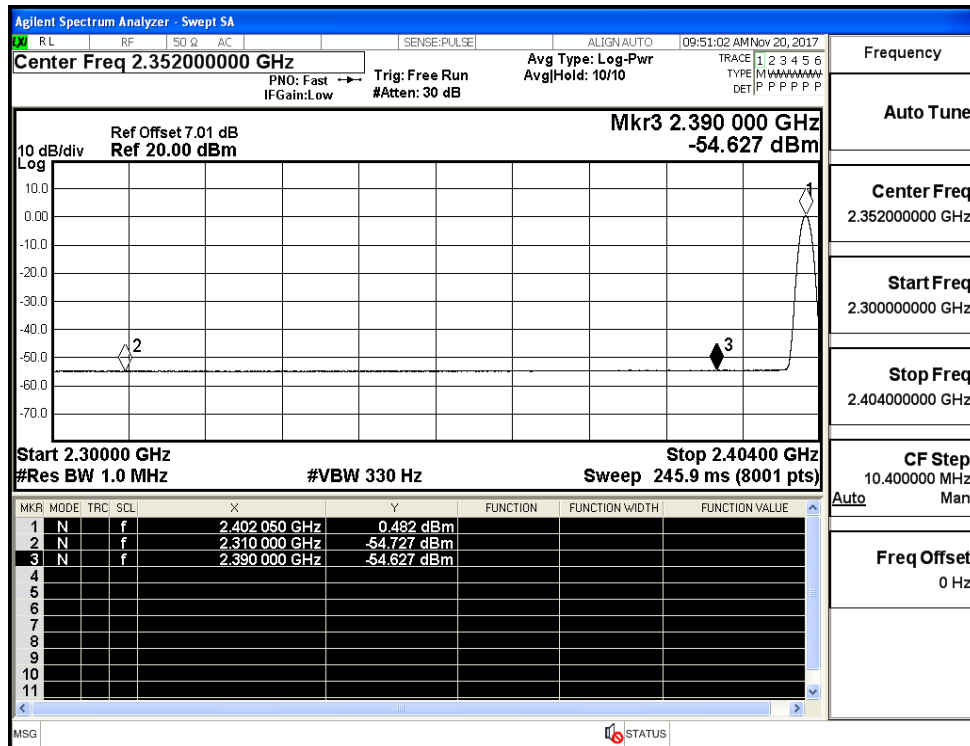 Agilent Spectrum Analyzer - Swept SA
LXI RL RF 50 Ω AC SENSE:PULSE ALIGN AUTO 09:51:02 AM Nov 20, 2017
Center Freq 2.352000000 GHz
PNO: Fast
IFGain:Low
Trig: Free Run
#Atten: 30 dB
Avg Type: Log-Pwr
Avg|Hold: 10/10
TRACE 1 2 3 4 5 6
TYPE M WWWWW
DET P P P P P P
Frequency
Auto Tune
Center Freq
2.352000000 GHz
Start Freq
2.300000000 GHz
Stop Freq
2.404000000 GHz
CF Step
10.400000 MHz
Auto Man
Freq Offset
0 Hz
Ref Offset 7.01 dB
Ref 20.00 dBm
10 dB/div
Log
Mkr3 2.390 000 GHz
-54.627 dBm
10.0
0.00
-10.0
-20.0
-30.0
-40.0
-50.0
-60.0
-70.0
1
2
3
Start 2.30000 GHz Stop 2.40400 GHz
#Res BW 1.0 MHz #VBW 330 Hz Sweep 245.9 ms (8001 pts)
MKR MODE TRC SCL X Y FUNCTION FUNCTION WIDTH FUNCTION VALUE
1 N f 2.402 050 GHz 0.482 dBm
2 N f 2.310 000 GHz -54.727 dBm
3 N f 2.390 000 GHz -54.627 dBm
4
5
6
7
8
9
10
11
MSG STATUS